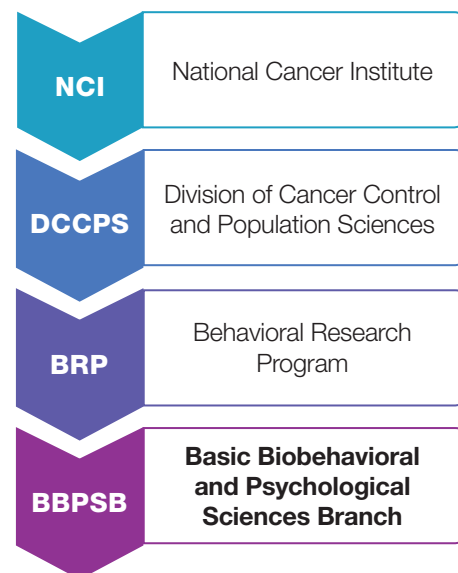 NCI
National Cancer Institute
DCCPS
Division of Cancer Control
and Population Sciences
BRP
Behavioral Research
Program
BBPSB
Basic Biobehavioral
and Psychological
Sciences Branch